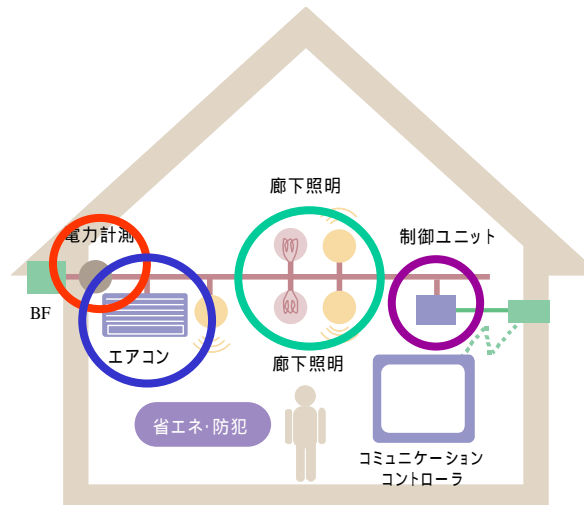 廊下照明
電力計測
制御ユニット
BF
エアコン
廊下照明
省エネ・防犯
コミュニケーション
コントローラ